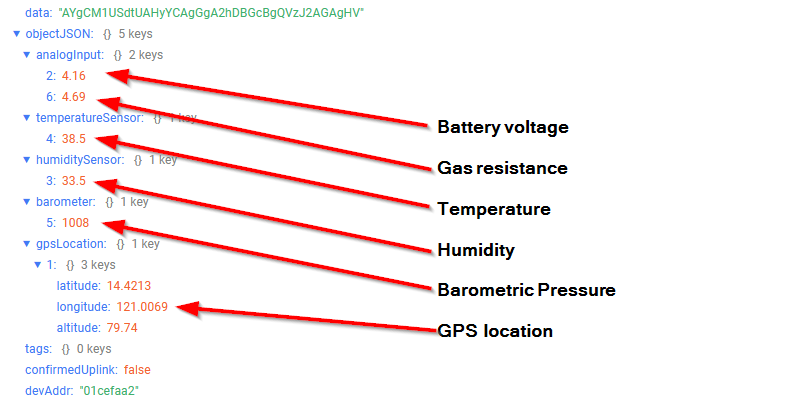 data: "AYgCM1USdtUAHyYCAgGgA2hDBGcBgQVzJ2AGAgHV"
objectJSON: {} 5 keys
analogInput: {} 2 keys
2: 4.16
6: 4.69
Battery voltage
temperatureSensor: {} 1 key
4: 38.5
humiditySensor: {} 1 key
Gas resistance
3: 33.5
barometer: {} 1 key
Temperature
5: 1008
gpsLocation: {} 1 key
Humidity
1: {} 3 keys
latitude: 14.4213
Barometric Pressure
longitude: 121.0069
altitude: 79.74
GPS location
tags: {} 0 keys
confirmedUplink: false
devAddr: "01cefaa2"